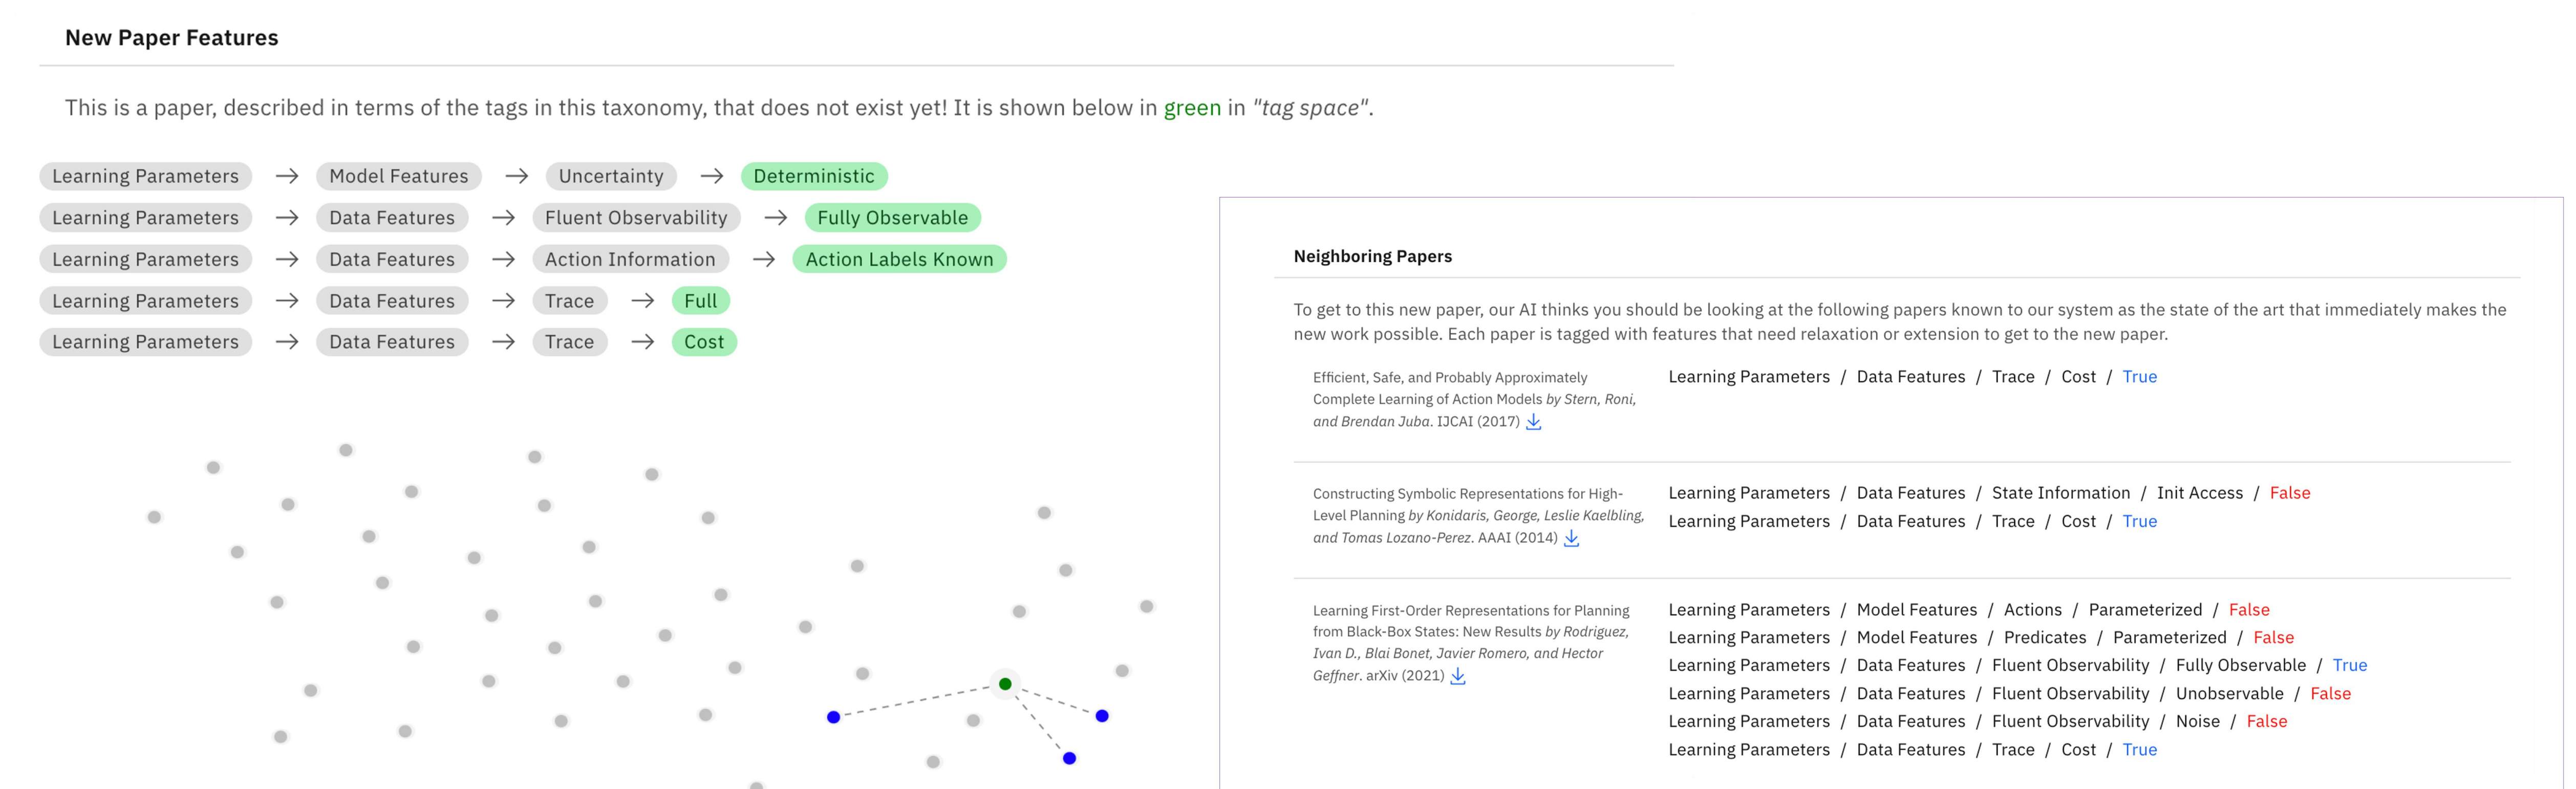 New Paper Features
This is a paper, described in terms of the tags in this taxonomy, that does not exist yet! It is shown below in green in "tag space".
Learning Parameters → Model Features → Uncertainty → Deterministic
Learning Parameters → Data Features → Fluent Observability → Fully Observable
Learning Parameters → Data Features → Action Information → Action Labels Known
Learning Parameters → Data Features → Trace → Full
Learning Parameters → Data Features → Trace → Cost
Neighboring Papers
To get to this new paper, our AI thinks you should be looking at the following papers known to our system as the state of the art that immediately makes the
new work possible. Each paper is tagged with features that need relaxation or extension to get to the new paper.
Efficient, Safe, and Probably Approximately
Complete Learning of Action Models by Stern, Roni,
and Brendan Juba. IJCAI (2017)
Learning Parameters / Data Features / Trace / Cost / True
Constructing Symbolic Representations for High-
Level Planning by Konidaris, George, Leslie Kaelbling,
and Tomas Lozano-Perez. AAAI (2014)
Learning Parameters / Data Features / State Information / Init Access / False
Learning Parameters / Data Features / Trace / Cost / True
Learning First-Order Representations for Planning
from Black-Box States: New Results by Rodriguez,
Ivan D., Blai Bonet, Javier Romero, and Hector
Geffner. arXiv (2021)
Learning Parameters / Model Features / Actions / Parameterized / False
Learning Parameters / Model Features / Predicates / Parameterized / False
Learning Parameters / Data Features / Fluent Observability / Fully Observable / True
Learning Parameters / Data Features / Fluent Observability / Unobservable / False
Learning Parameters / Data Features / Fluent Observability / Noise / False
Learning Parameters / Data Features / Trace / Cost / True